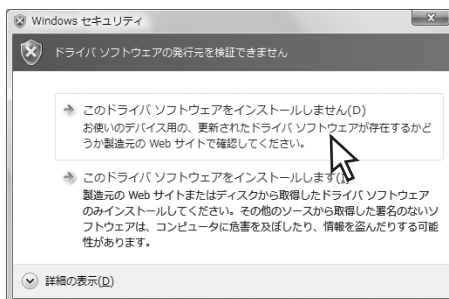 Windows セキュリティ
ドライバ ソフトウェアの発行元を検証できません
このドライバ ソフトウェアをインストールしません(D)
お使いのデバイス用の、更新されたドライバ ソフトウェアが存在するかど
うか製造元の Web サイトで確認してください。
このドライバ ソフトウェアをインストールします(I)
製造元の Web サイトまたはディスクから取得したドライバ ソフトウェア
のみインストールしてください。その他のソースから取得した署名のないソ
フトウェアは、コンピュータに危害を及ぼしたり、情報を盗んだりする可能
性があります。
詳細の表示(D)